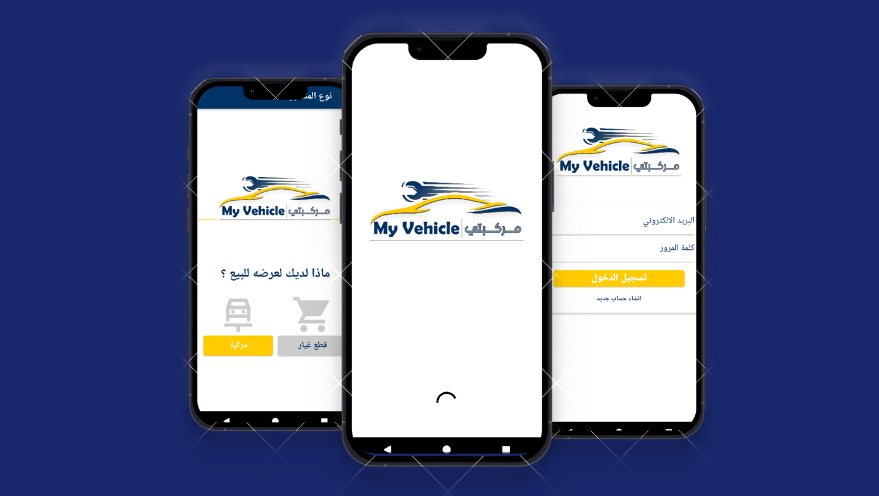 نوع
My Vehicle مركبتي
ماذا لديك لعرضه للبيع ؟
مركبة
قطع غيار
My Vehicle مركبتي
My Vehicle مركبتي
البريد الالكتروني
كلمة المرور
تسجيل الدخول
انشاء حساب جديد